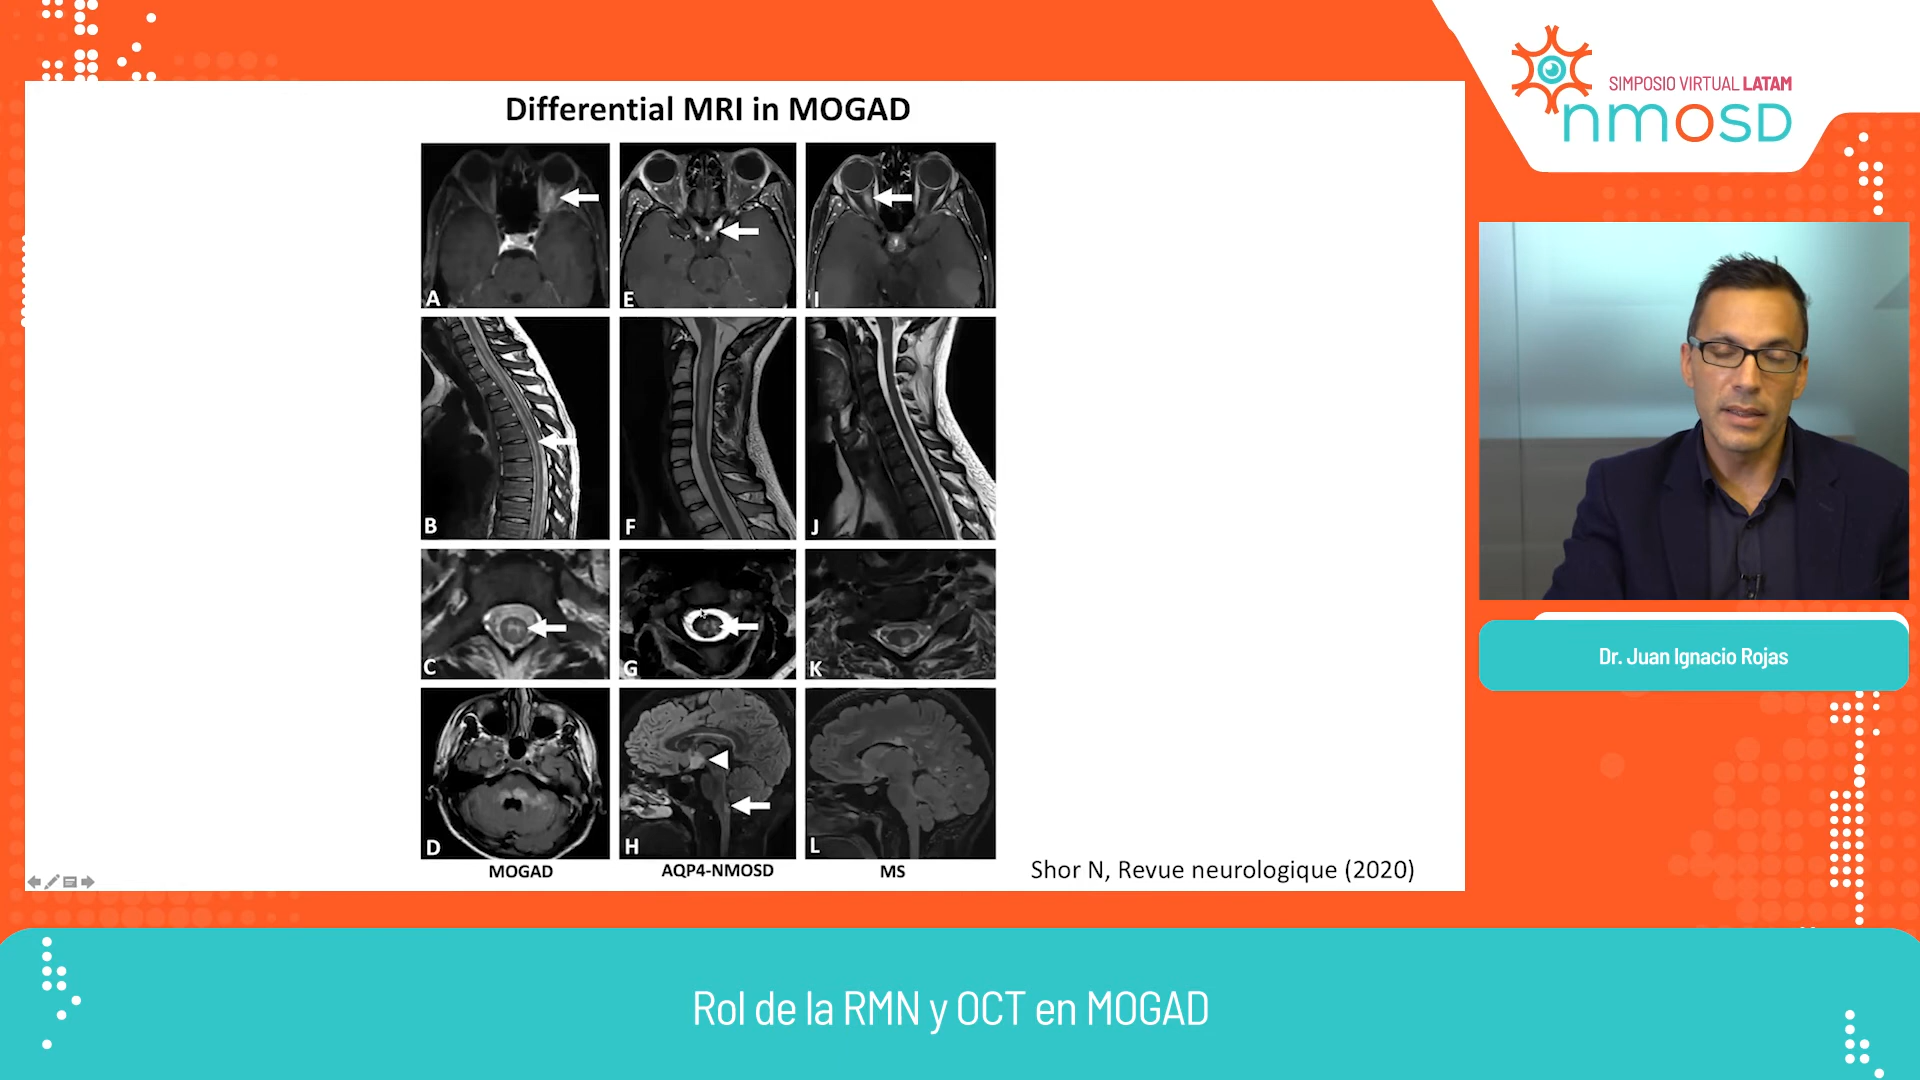 Differential MRI in MOGAD
A
E
I
B
F
J
C
G
K
D
H
L
MOGAD
AQP4-NMOSD
MS
Shor N, Revue neurologique (2020)
SIMPOSIO VIRTUAL LATAM
nmosD
Dr. Juan Ignacio Rojas
Rol de la RMN y OCT en MOGAD